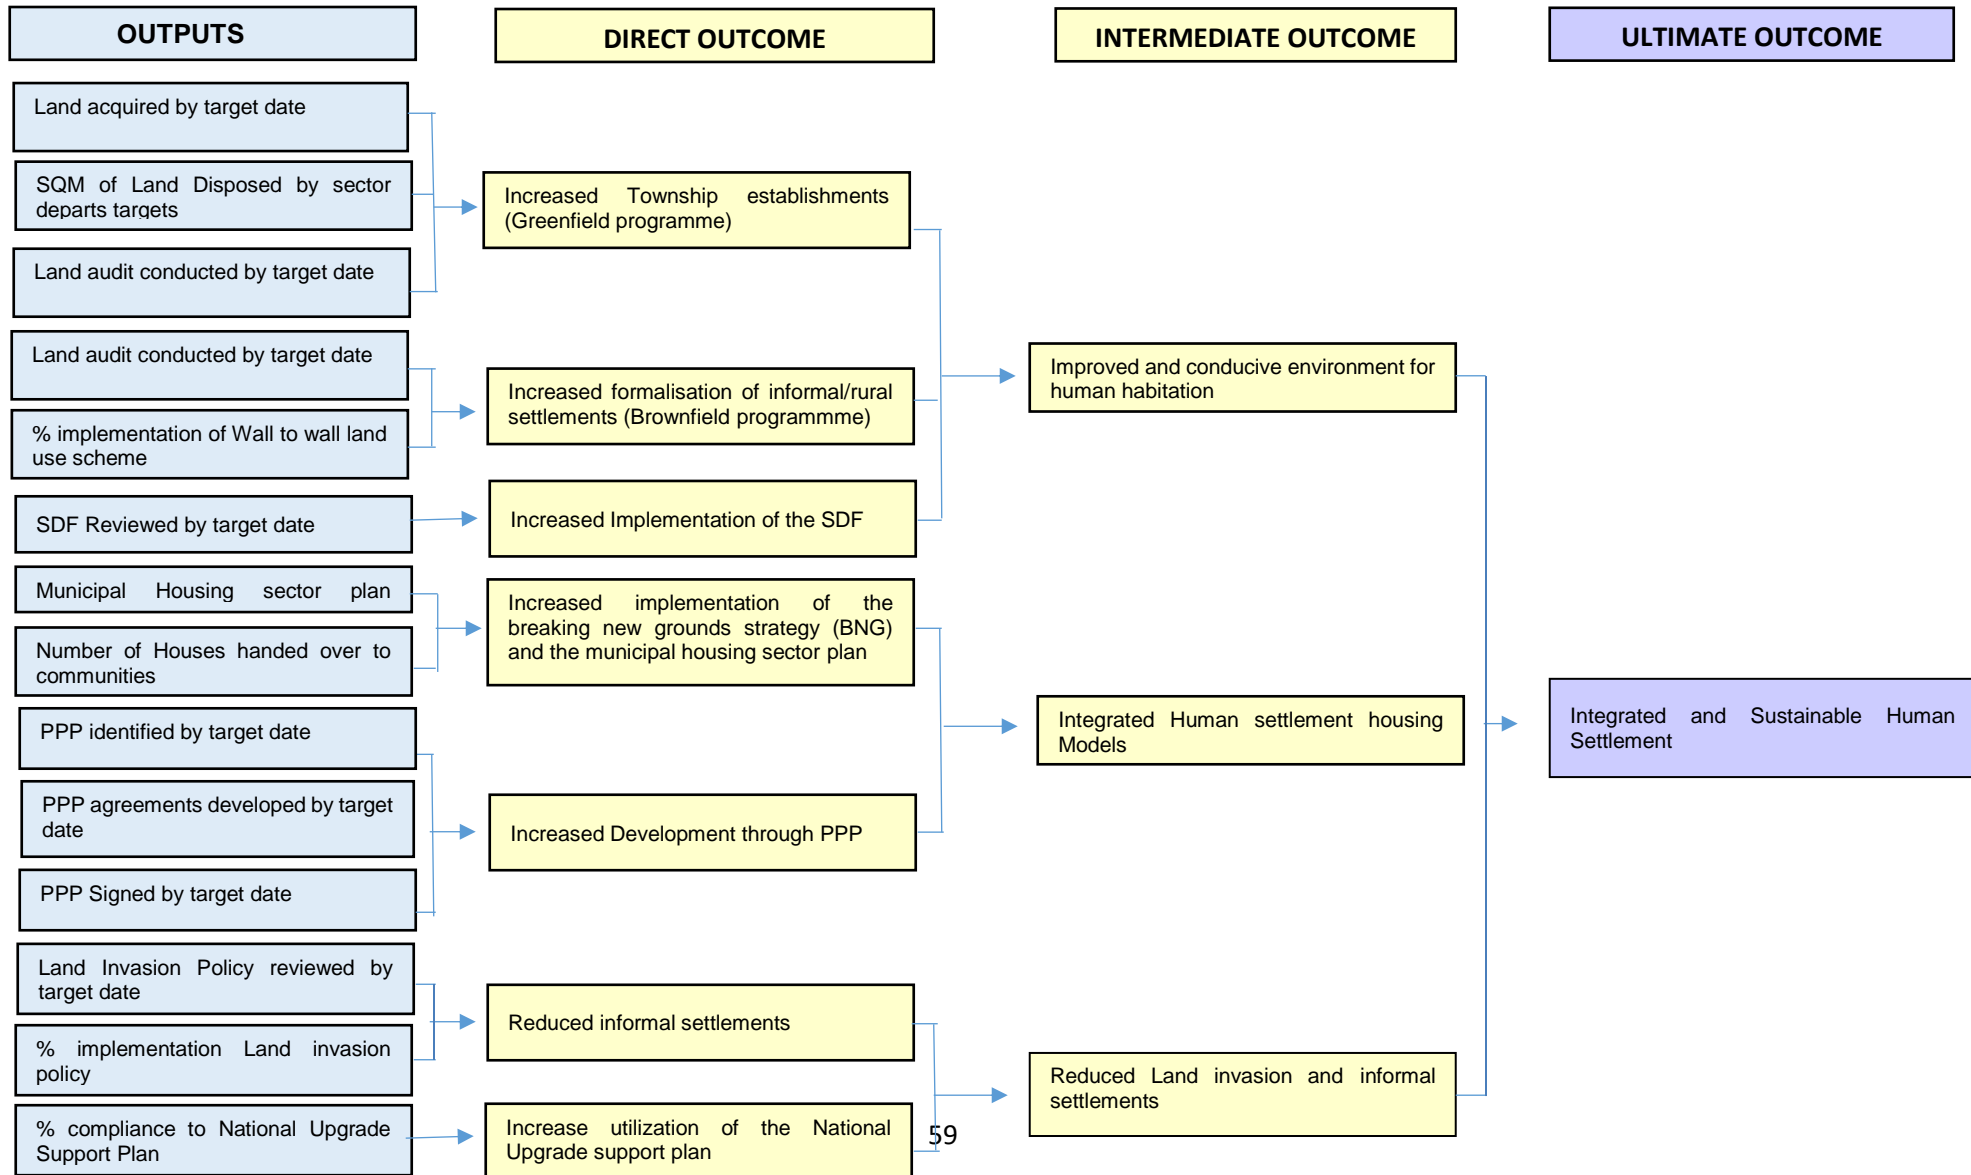 OUTPUTS
DIRECT OUTCOME
INTERMEDIATE OUTCOME
ULTIMATE OUTCOME
Land acquired by target date
SQM of Land Disposed by sector
departs targets
Land audit conducted by target date
Land audit conducted by target date
% implementation of Wall to wall land
use scheme
SDF Reviewed by target date
Municipal Housing sector plan
Number of Houses handed over to
communities
PPP identified by target date
PPP agreements developed by target
date
PPP Signed by target date
Land Invasion Policy reviewed by
target date
% implementation Land invasion
policy
% compliance to National Upgrade
Support Plan
Increased Township establishments
(Greenfield programme)
Increased formalisation of informal/rural
settlements (Brownfield programmme)
Increased Implementation of the SDF
Increased implementation of the
breaking new grounds strategy (BNG)
and the municipal housing sector plan
Increased Development through PPP
Reduced informal settlements
Increase utilization of the National
Upgrade support plan
Improved and conducive environment for
human habitation
Integrated Human settlement housing
Models
Reduced Land invasion and informal
settlements
Integrated and Sustainable Human
Settlement
59